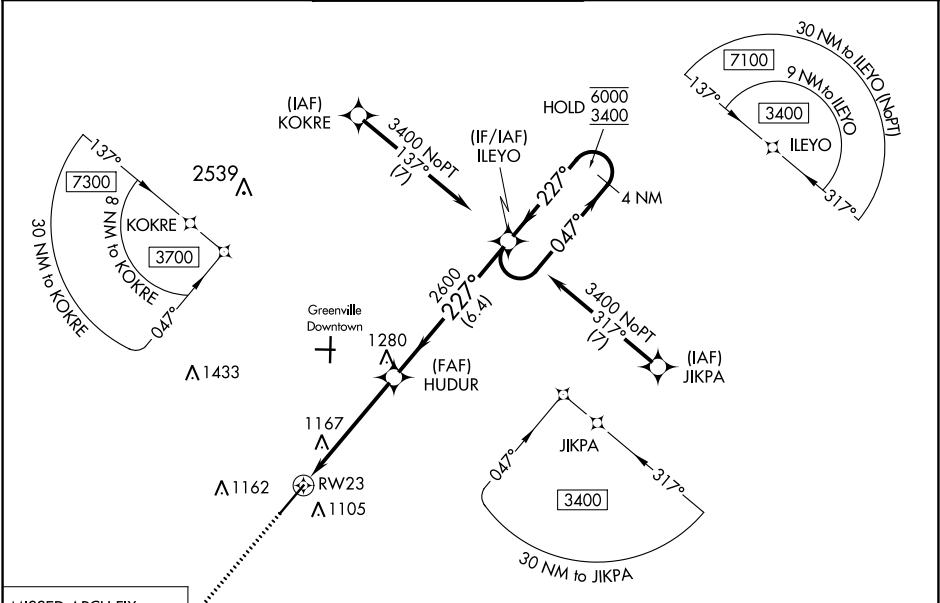 30 NM to ILEYO (NoPT)
7100
9 NM to ILEYO
137°
3400
ILEYO
317°
(IAF)
KOKRE
3400 NoPT
137°
(7)
HOLD
6000
3400
(IF/IAF)
ILEYO
227°
4 NM
047°
137°
7300
2539
KOKRE
8 NM to KOKRE
3700
30 NM to KOKRE
047°
2600
227°
(6.4)
3400 NoPT
317°
(7)
Greenville
Downtown
1280
(FAF)
HUDUR
(IAF)
JIKPA
1433
1167
JIKPA
047°
317°
3400
30 NM to JIKPA
1162
RW23
1105